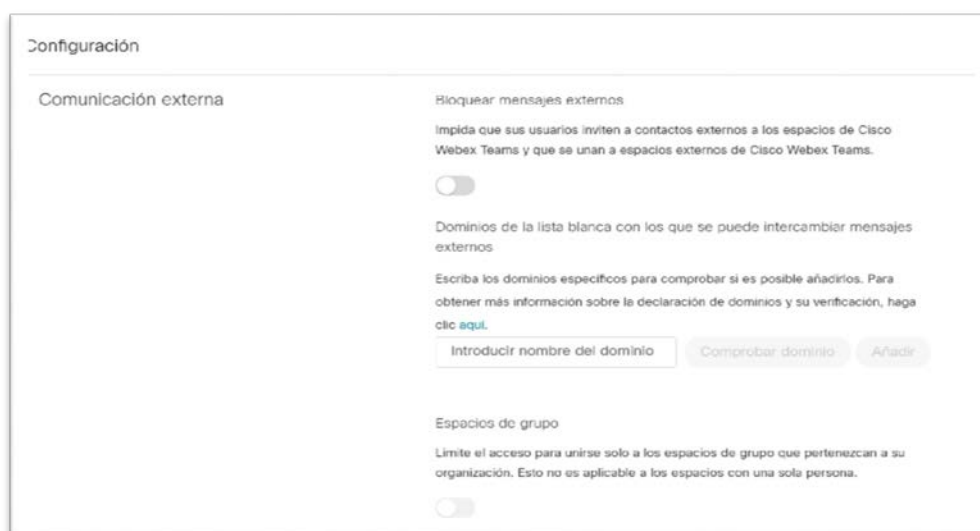 Configuración
Comunicación externa
Bloquear mensajes externos
Impida que sus usuarios inviten a contactos externos a los espacios de Cisco
Webex Teams y que se unan a espacios externos de Cisco Webex Teams.
Dominios de la lista blanca con los que se puede intercambiar mensajes
externos
Escriba los dominios específicos para comprobar si es posible añadirlos. Para
obtener más información sobre la declaración de dominios y su verificación, haga
clic aquí.
Introducir nombre del dominio Comprobar dominio Añadir
Espacios de grupo
Limite el acceso para unirse solo a los espacios de grupo que pertenezcan a su
organización. Esto no es aplicable a los espacios con una sola persona.